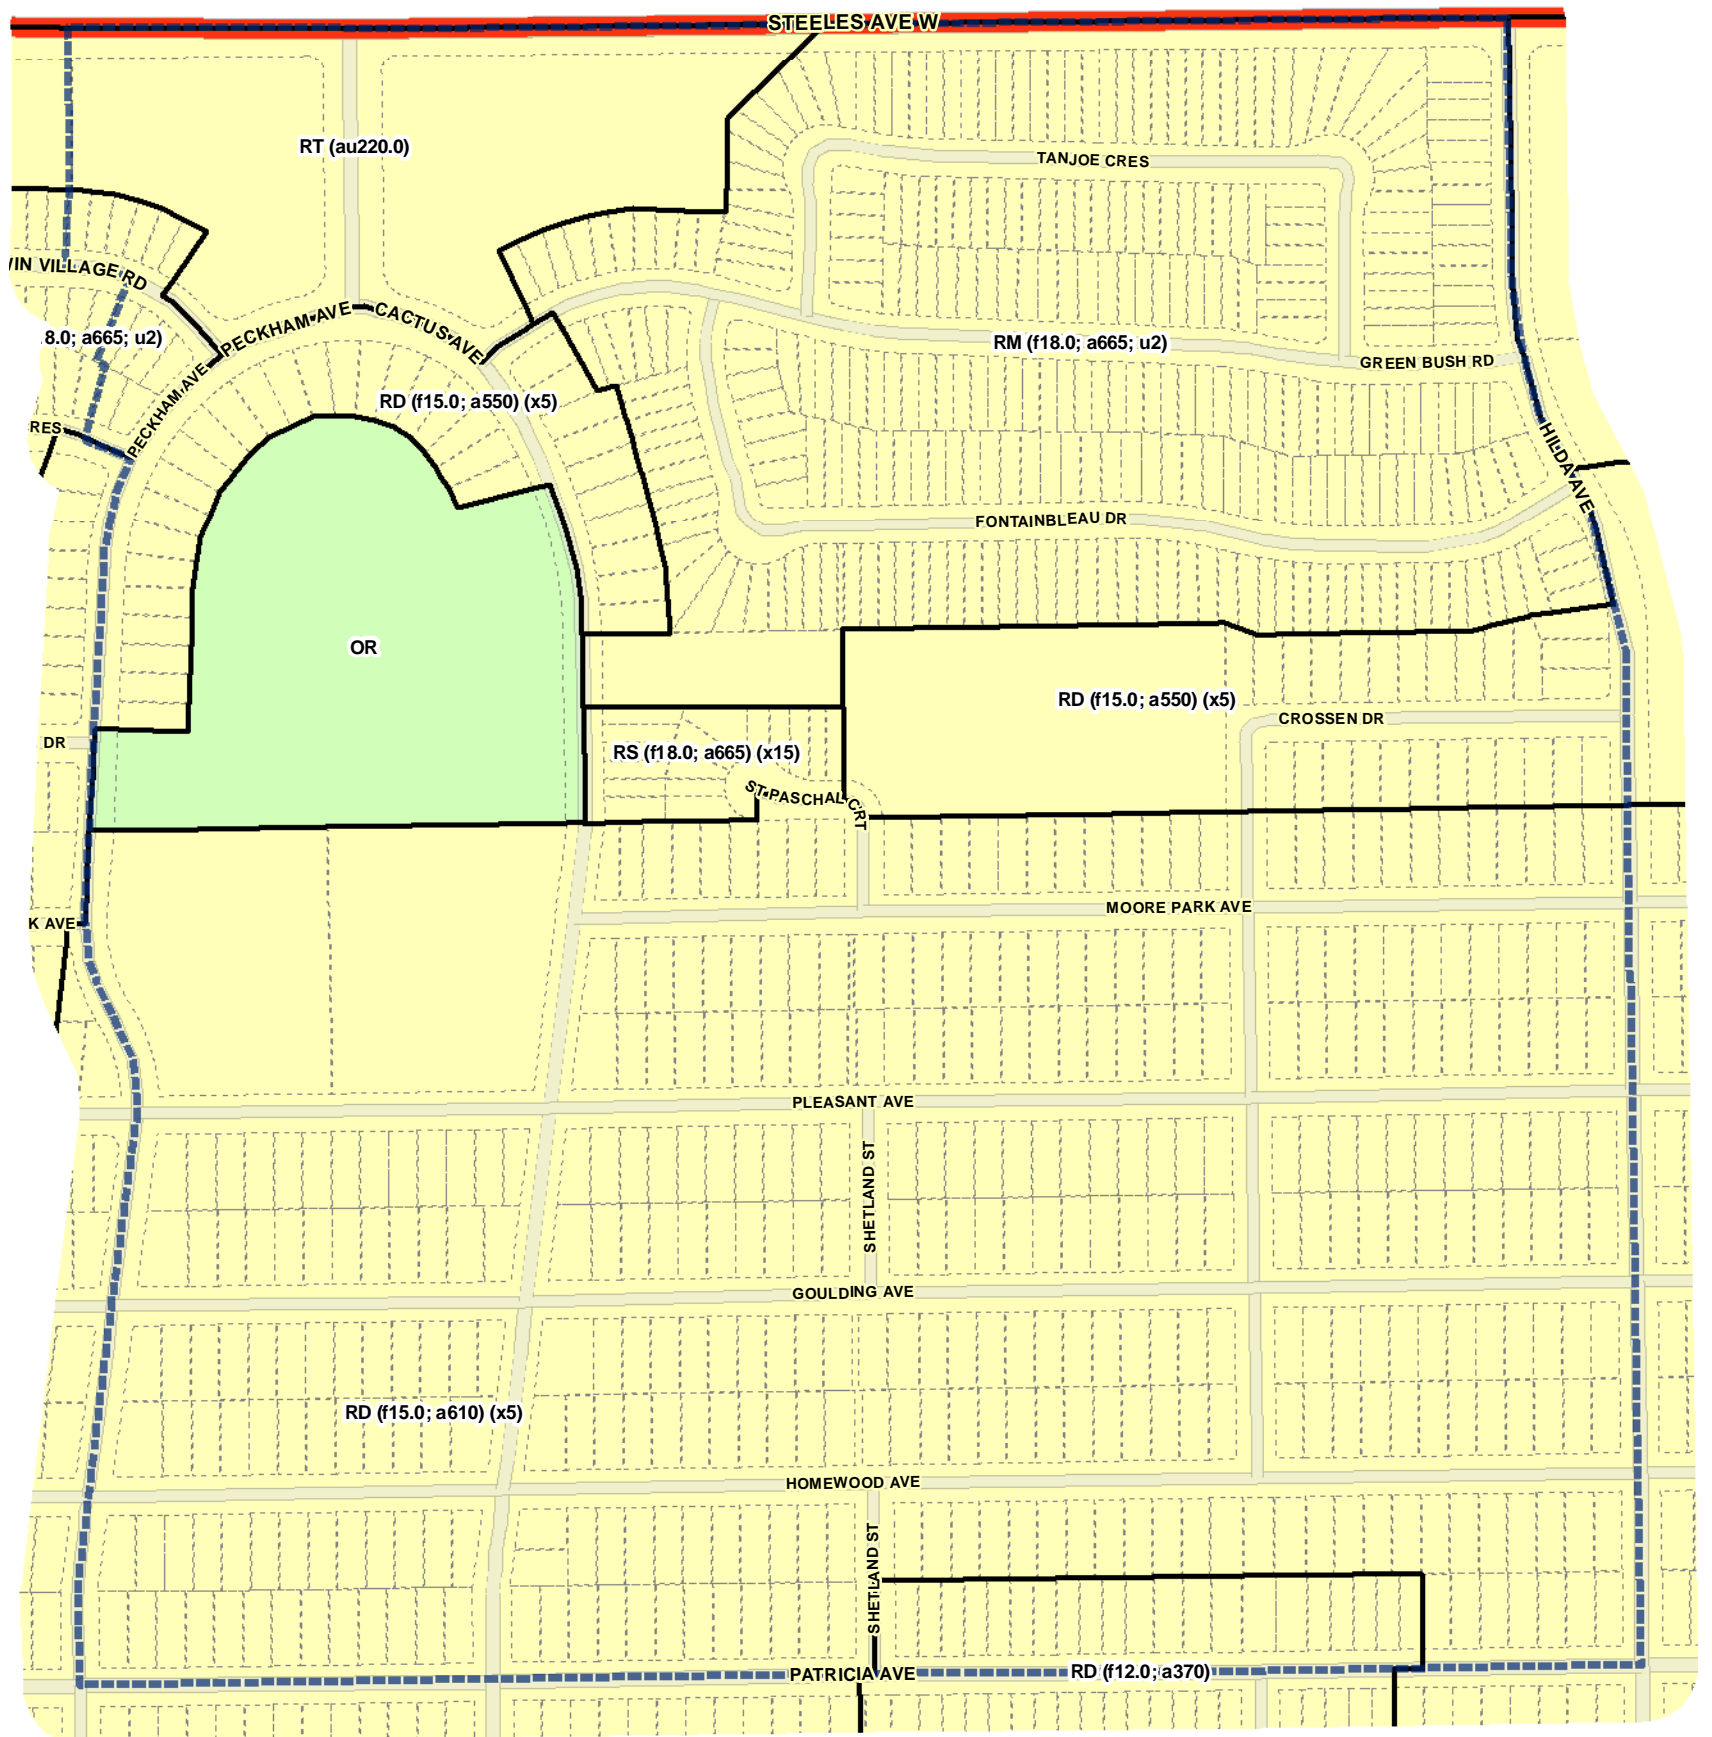 STEELES AVE W
RT (au220.0)
TANJOE CRES
VIN VILLAGE RD
8.0; a665; u2)
PECKHAM AVE
CACTUS AVE
RM (f18.0; a665; u2)
GREEN BUSH RD
PECKHAM AVE
RD (f15.0; a550) (x5)
RES
HILDA AVE
FONTAINBLEAU DR
OR
RD (f15.0; a550) (x5)
CROSSEN DR
DR
RS (f18.0; a665) (x15)
ST PASCHAL CRT
MOORE PARK AVE
K AVE
PLEASANT AVE
SHETLAND ST
GOULDING AVE
RD (f15.0; a610) (x5)
HOMEWOOD AVE
SHETLAND ST
PATRICIA AVE
RD (f12.0; a370)